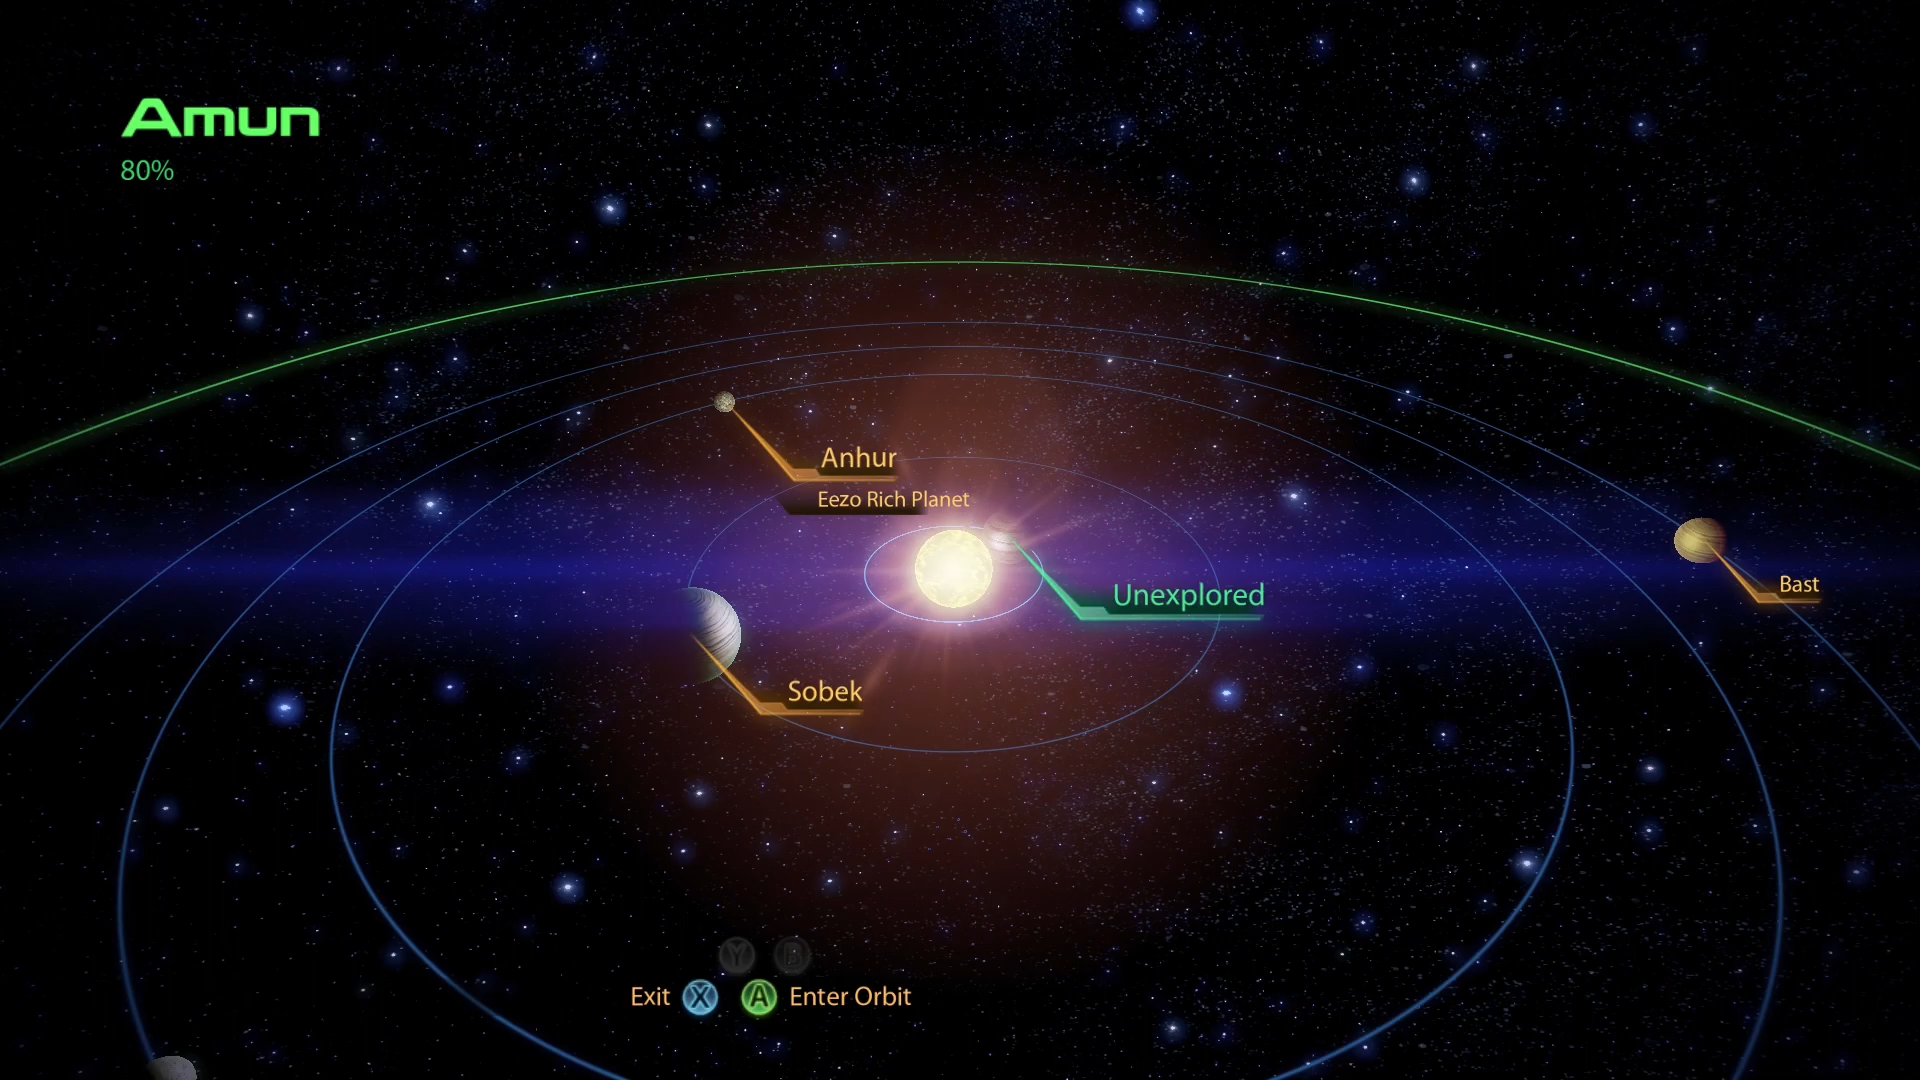 Amun
80%
Anhur
Eezo Rich Planet
Bast
Unexplored
Sobek
Y B
Exit X A Enter Orbit